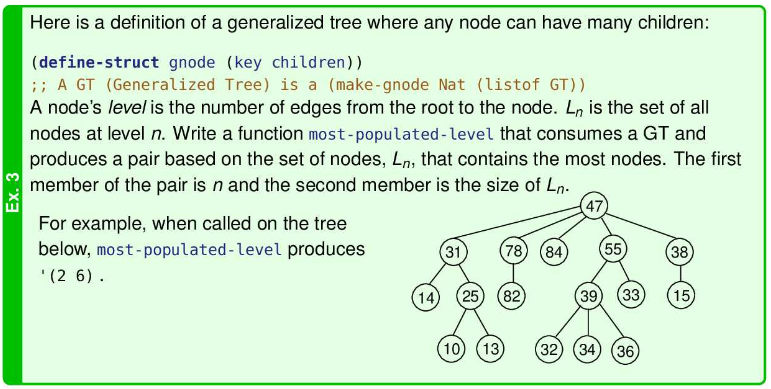 Ex. 3
Here is a definition of a generalized tree where any node can have many children:
(define-struct gnode (key children))
;; A GT (Generalized Tree) is a (make-gnode Nat (listof GT))
A node's level is the number of edges from the root to the node. Ln is the set of all
nodes at level n. Write a function most-populated-level that consumes a GT and
produces a pair based on the set of nodes, Ln, that contains the most nodes. The first
member of the pair is n and the second member is the size of Ln.
For example, when called on the tree
below, most-populated-level produces
'(2 6).
47
31 78 84 55 38
14 25 82 39 33 15
10 13 32 34 36